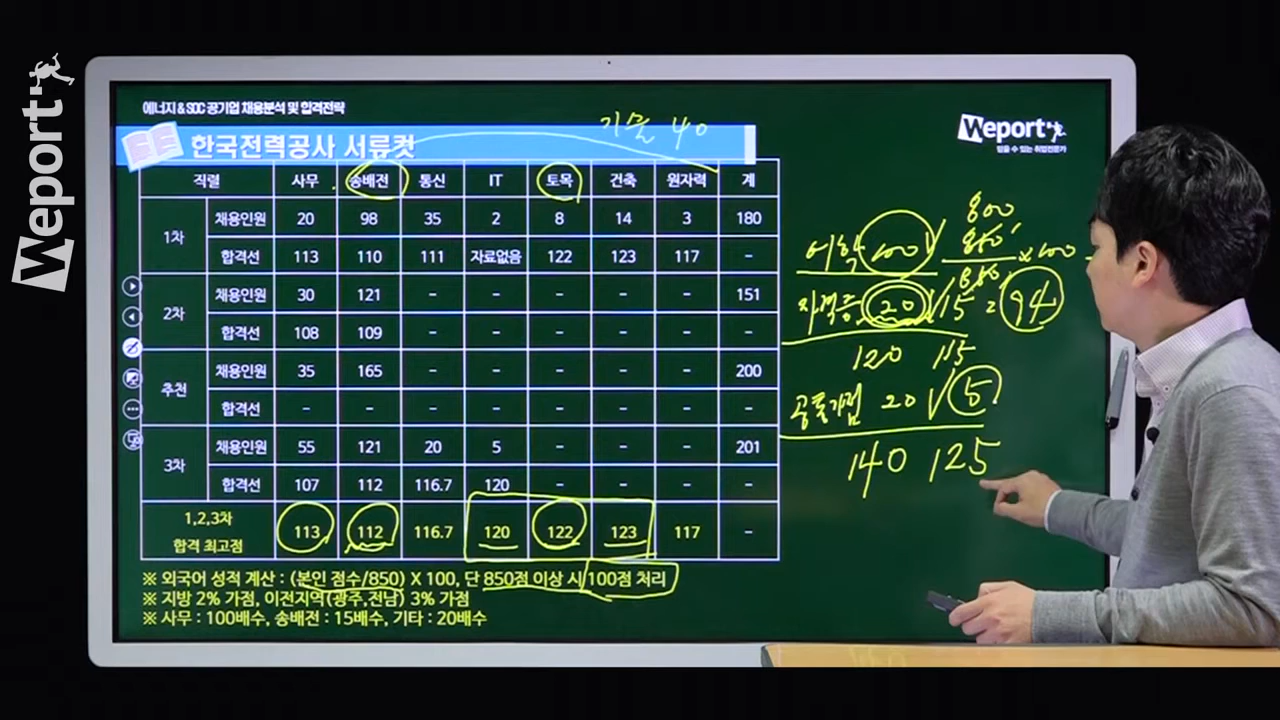 Weport
에너지 & SOC 공기업 채용분석 및 합격전략
한국전력공사 서류컷
기술 40
Weport
믿을 수 있는 취업전문가
직렬 사무 송배전 통신 IT 토목 건축 원자력 계
1차 채용인원 20 98 35 2 8 14 3 180
합격선 113 110 111 자료없음 122 123 117 -
2차 채용인원 30 121 - - - - - 151
합격선 108 109 - - - - - -
추천 채용인원 35 165 - - - - - 200
합격선 - - - - - - - -
3차 채용인원 55 121 20 5 - - - 201
합격선 107 112 116.7 120 - - - -
1,2,3차
합격 최고점 113 112 116.7 120 122 123 117 -
※ 외국어 성적 계산 : (본인 점수/850) X 100, 단 850점 이상 시 100점 처리
※ 지방 2% 가점, 이전지역(광주,전남) 3% 가점
※ 사무 : 100배수, 송배전 : 15배수, 기타 : 20배수
어학 100
800
850
850
×100
= 94
자격증 20 15
120 115
공통가점 20 5
140 125